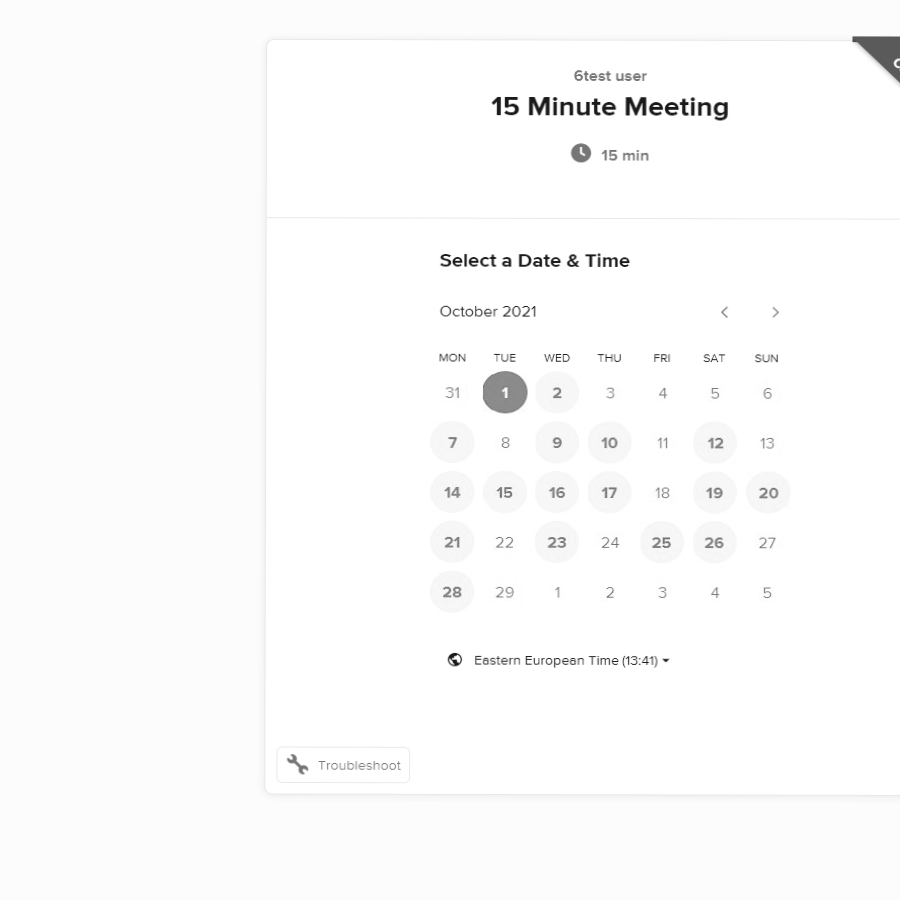 6test user
15 Minute Meeting
15 min
Select a Date & Time
October 2021
MON TUE WED THU FRI SAT SUN
31 1 2 3 4 5 6
7 8 9 10 11 12 13
14 15 16 17 18 19 20
21 22 23 24 25 26 27
28 29 1 2 3 4 5
Eastern European Time (13:41)
Troubleshoot